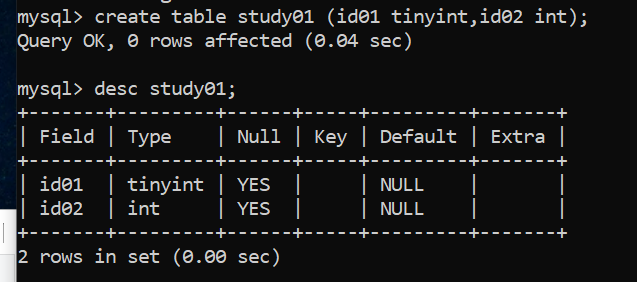 mysql> create table study01 (id01 tinyint,id02 int);
Query OK, 0 rows affected (0.04 sec)
mysql> desc study01;
+-------+---------+------+-----+---------+-------+
| Field | Type    | Null | Key | Default | Extra |
+-------+---------+------+-----+---------+-------+
| id01  | tinyint | YES  |     | NULL    |       |
| id02  | int     | YES  |     | NULL    |       |
+-------+---------+------+-----+---------+-------+
2 rows in set (0.00 sec)